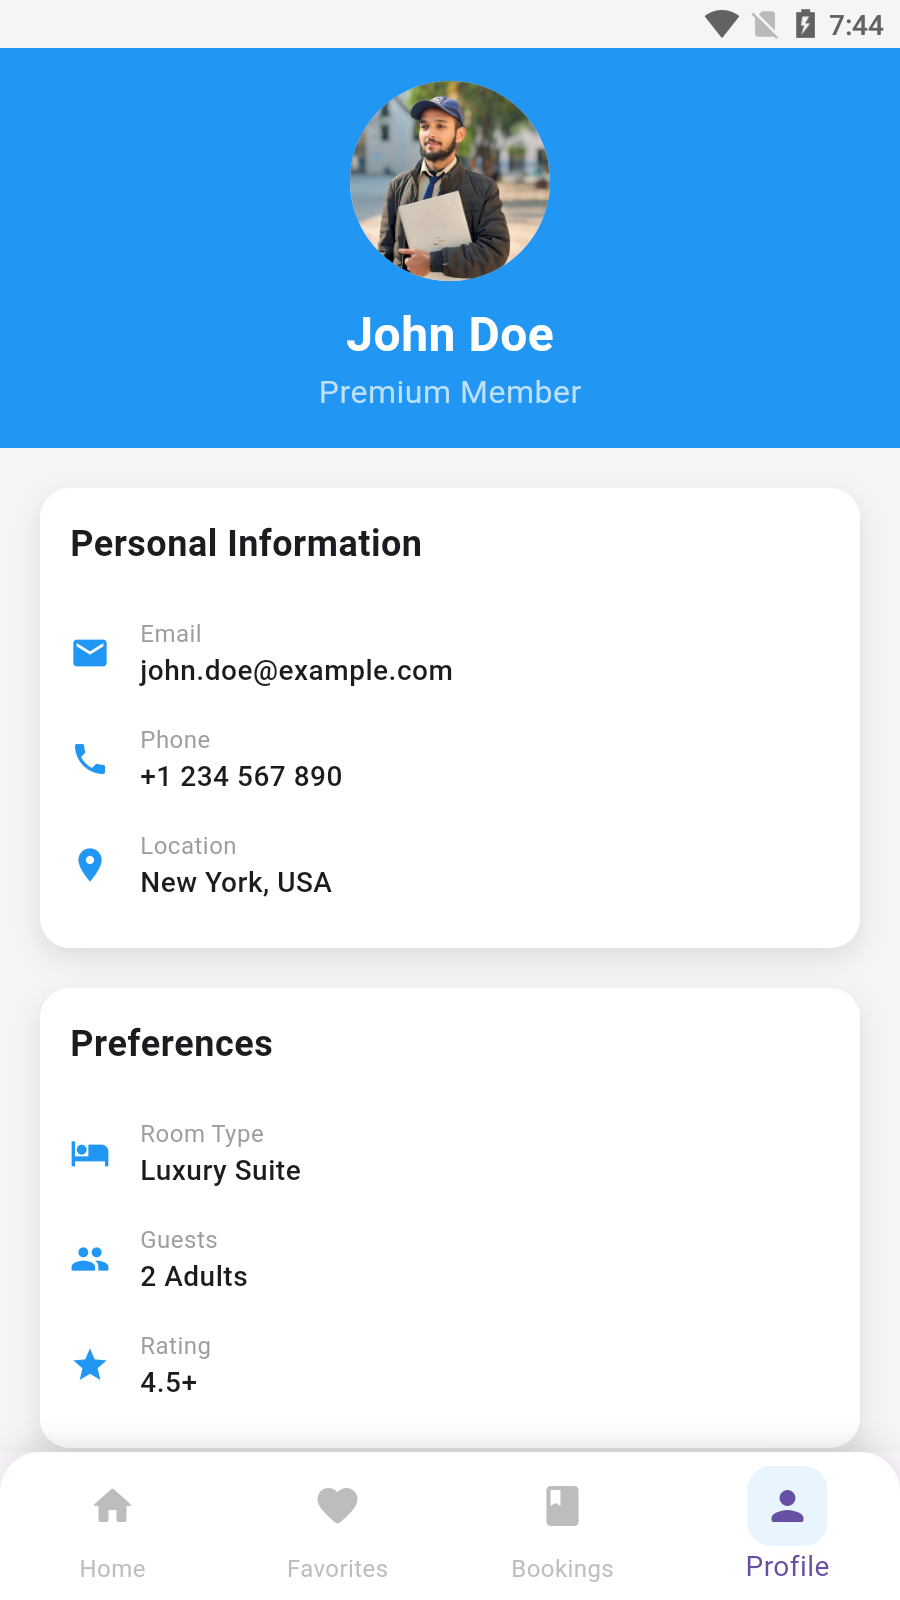 7:44
John Doe
Premium Member
Personal Information
Email
john.doe@example.com
Phone
+1 234 567 890
Location
New York, USA
Preferences
Room Type
Luxury Suite
Guests
2 Adults
Rating
4.5+
Home
Favorites
Bookings
Profile